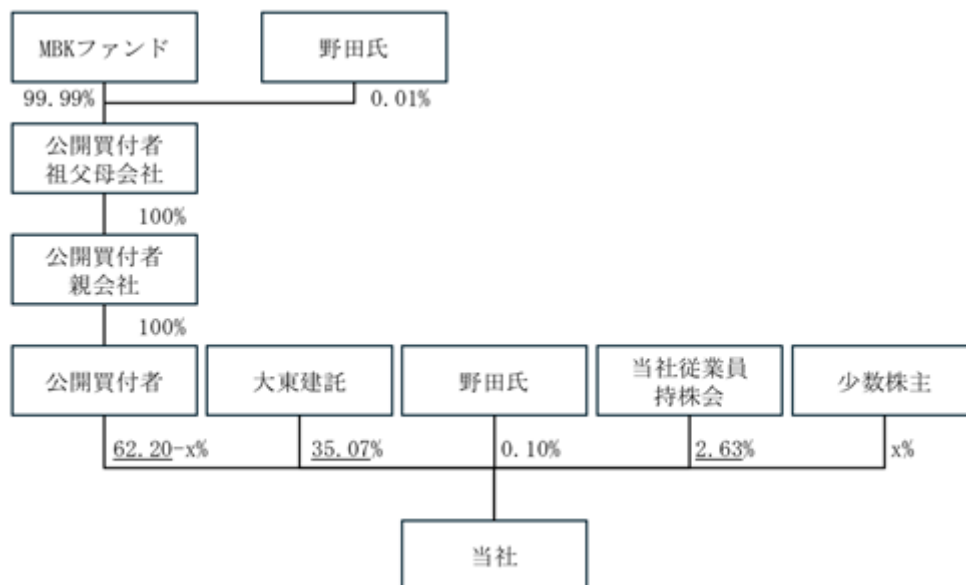 MBKファンド
野田氏
99.99%
0.01%
公開買付者
祖父母会社
100%
公開買付者
親会社
100%
公開買付者
大東建託
野田氏
当社従業員
持株会
少数株主
62.20-x%
35.07%
0.10%
2.63%
x%
当社